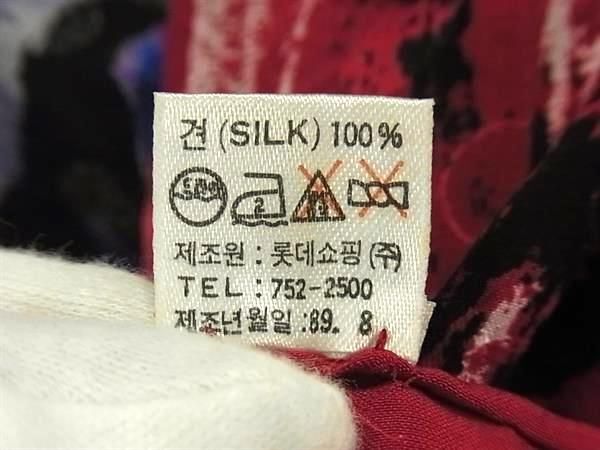 견 (SILK) 100%
2
제조원 : 롯데쇼핑 (주)
TEL : 752-2500
제조년월일 : 89. 8